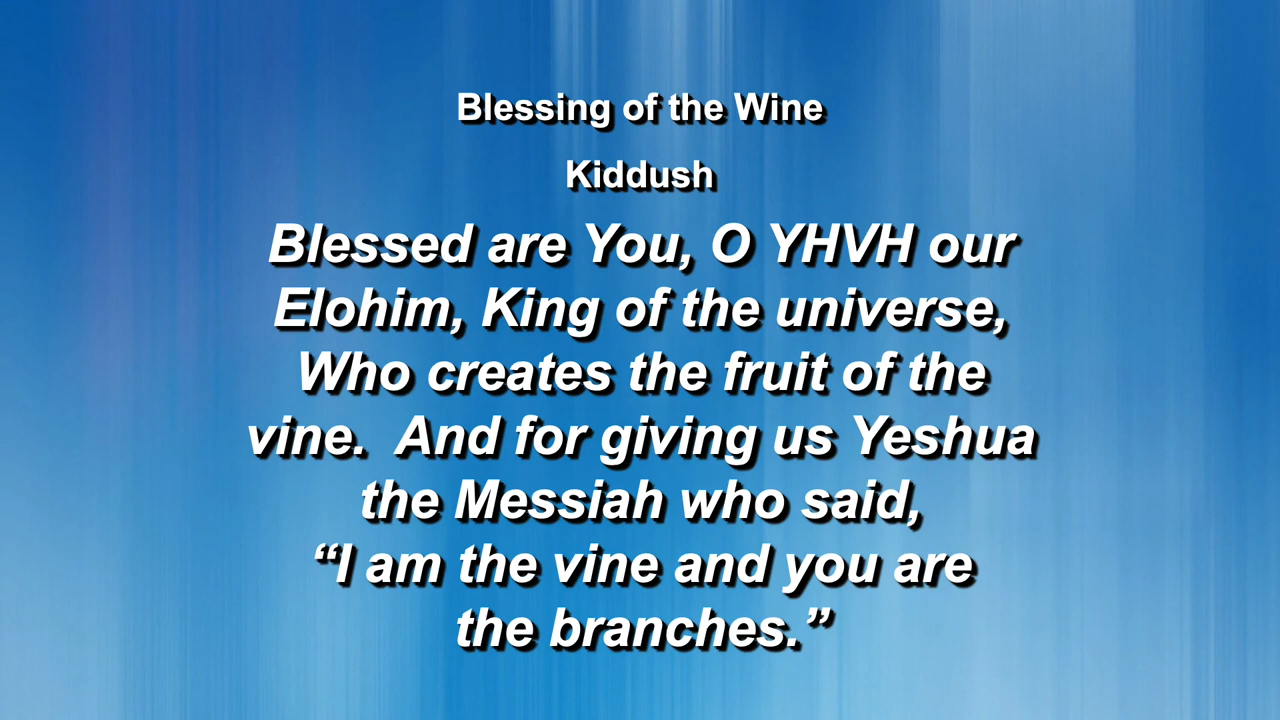 Blessing of the Wine
Kiddush
Blessed are You, O YHVH our
Elohim, King of the universe,
Who creates the fruit of the
vine.  And for giving us Yeshua
the Messiah who said,
“I am the vine and you are
the branches.”